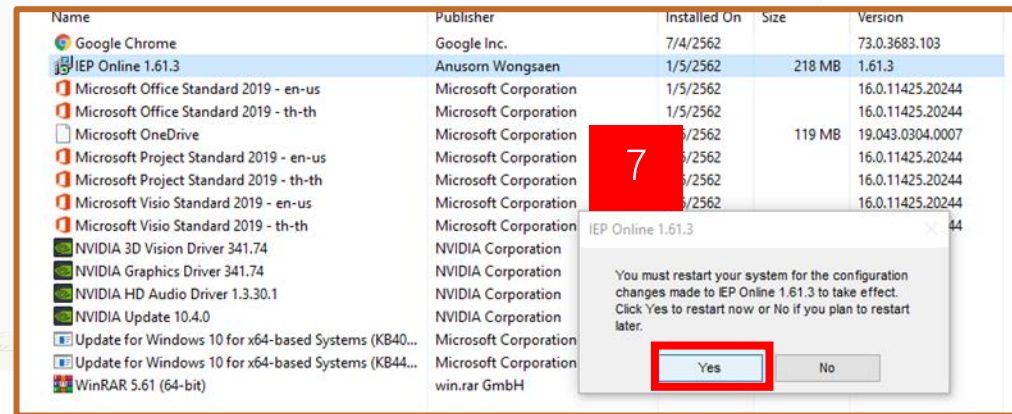 Name Publisher Installed On Size Version
Google Chrome Google Inc. 7/4/2562 73.0.3683.103
IEP Online 1.61.3 Anusorn Wongsaen 1/5/2562 218 MB 1.61.3
Microsoft Office Standard 2019 - en-us Microsoft Corporation 1/5/2562 16.0.11425.20244
Microsoft Office Standard 2019 - th-th Microsoft Corporation 1/5/2562 16.0.11425.20244
Microsoft OneDrive Microsoft Corporation 5/2562 119 MB 19.043.0304.0007
Microsoft Project Standard 2019 - en-us Microsoft Corporation 5/2562 16.0.11425.20244
Microsoft Project Standard 2019 - th-th Microsoft Corporation 5/2562 16.0.11425.20244
Microsoft Visio Standard 2019 - en-us Microsoft Corporation 5/2562 16.0.11425.20244
Microsoft Visio Standard 2019 - th-th Microsoft Corporation 44
NVIDIA 3D Vision Driver 341.74 NVIDIA Corporation
NVIDIA Graphics Driver 341.74 NVIDIA Corporation
NVIDIA HD Audio Driver 1.3.30.1 NVIDIA Corporation
NVIDIA Update 10.4.0 NVIDIA Corporation
Update for Windows 10 for x64-based Systems (KB40... Microsoft Corporation
Update for Windows 10 for x64-based Systems (KB44... Microsoft Corporation
WinRAR 5.61 (64-bit) win.rar GmbH
7
IEP Online 1.61.3
You must restart your system for the configuration
changes made to IEP Online 1.61.3 to take effect.
Click Yes to restart now or No if you plan to restart
later.
Yes No